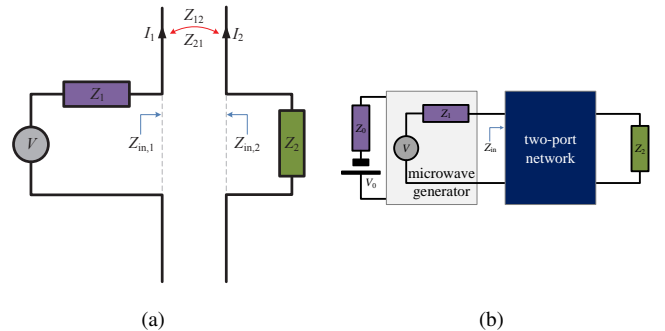 Z12
Z21
I1
I2
Z1
Zin,1
Zin,2
V
Z2
(a)
Z0
V0
Z1
V
microwave
generator
Zin
two-port
network
Z2
(b)